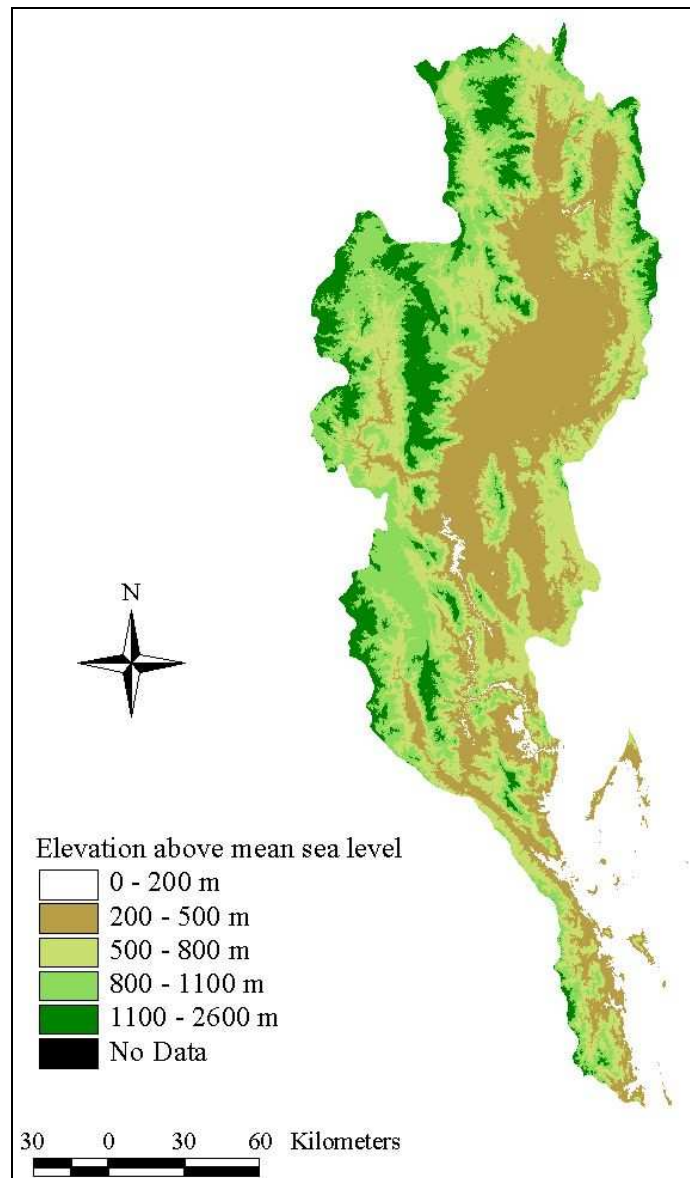 N
Elevation above mean sea level
0 - 200 m
200 - 500 m
500 - 800 m
800 - 1100 m
1100 - 2600 m
No Data
30 0 30 60 Kilometers